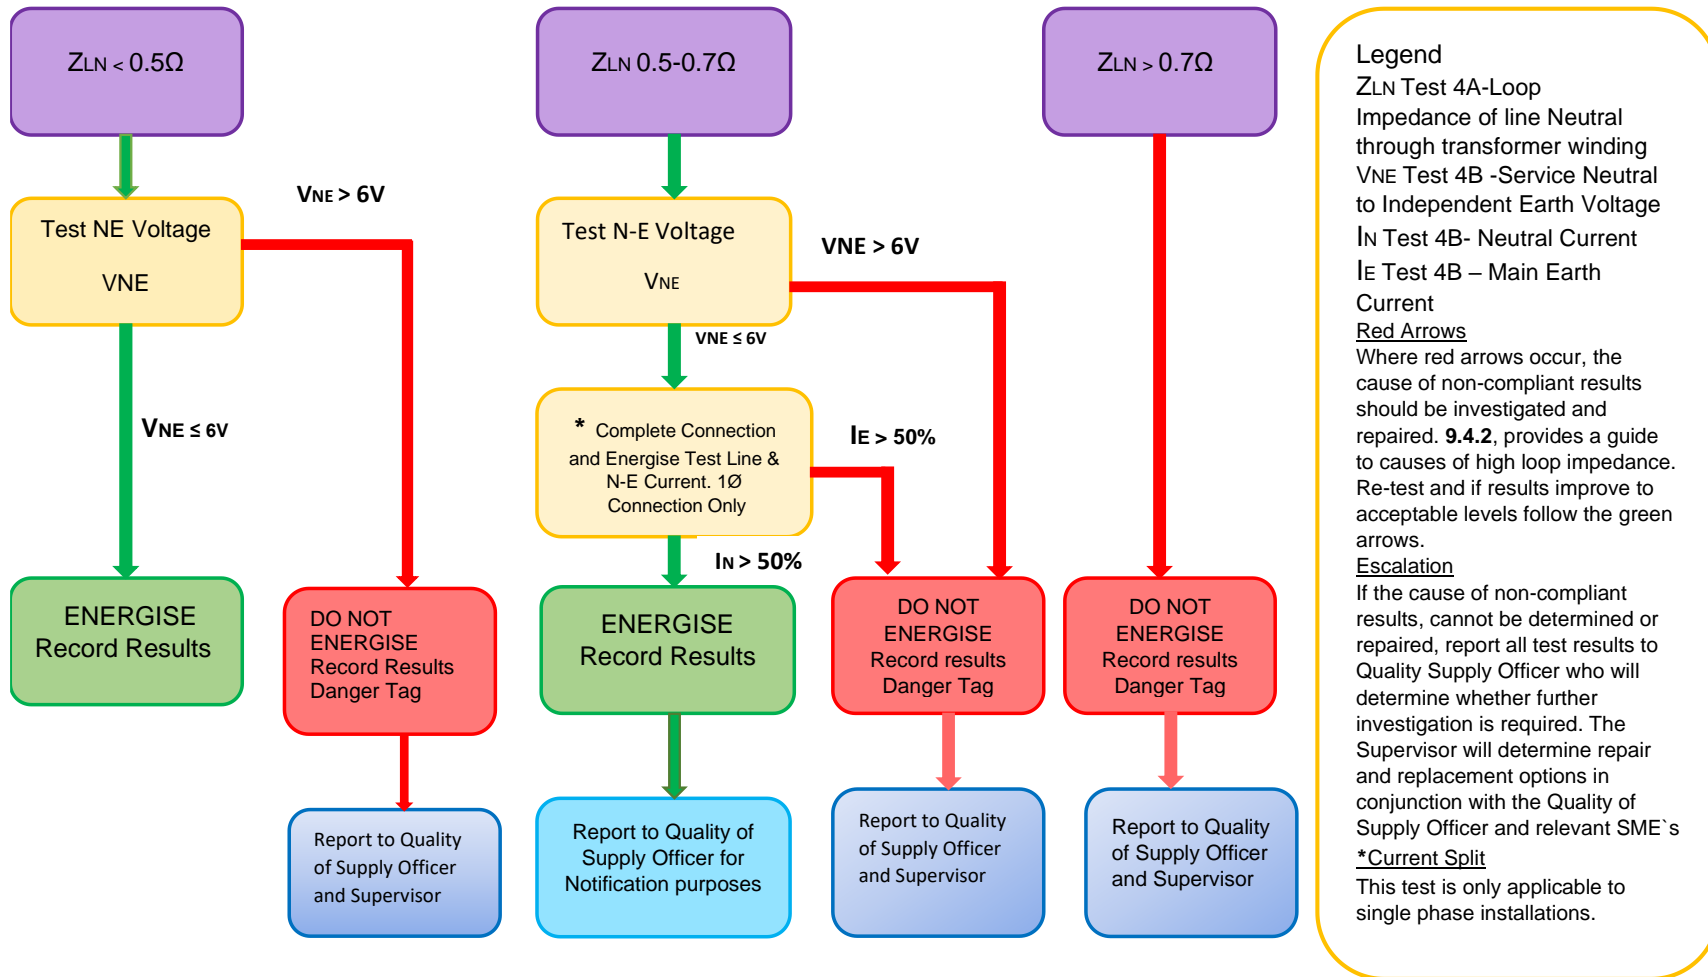 ZLN < 0.5Ω
ZLN 0.5-0.7Ω
ZLN > 0.7Ω
Test NE Voltage
VNE
VNE > 6V
VNE ≤ 6V
Test N-E Voltage
VNE
VNE > 6V
VNE ≤ 6V
* Complete Connection
and Energise Test Line &
N-E Current. 1Ø
Connection Only
IE > 50%
IN > 50%
ENERGISE
Record Results
DO NOT
ENERGISE
Record Results
Danger Tag
ENERGISE
Record Results
DO NOT
ENERGISE
Record results
Danger Tag
DO NOT
ENERGISE
Record results
Danger Tag
Report to Quality
of Supply Officer
and Supervisor
Report to Quality of
Supply Officer for
Notification purposes
Report to Quality
of Supply Officer
and Supervisor
Report to Quality
of Supply Officer
and Supervisor
Legend
ZLN Test 4A-Loop
Impedance of line Neutral
through transformer winding
VNE Test 4B -Service Neutral
to Independent Earth Voltage
IN Test 4B- Neutral Current
IE Test 4B – Main Earth
Current
Red Arrows
Where red arrows occur, the
cause of non-compliant results
should be investigated and
repaired. 9.4.2, provides a guide
to causes of high loop impedance.
Re-test and if results improve to
acceptable levels follow the green
arrows.
Escalation
If the cause of non-compliant
results, cannot be determined or
repaired, report all test results to
Quality Supply Officer who will
determine whether further
investigation is required. The
Supervisor will determine repair
and replacement options in
conjunction with the Quality of
Supply Officer and relevant SME`s
*Current Split
This test is only applicable to
single phase installations.